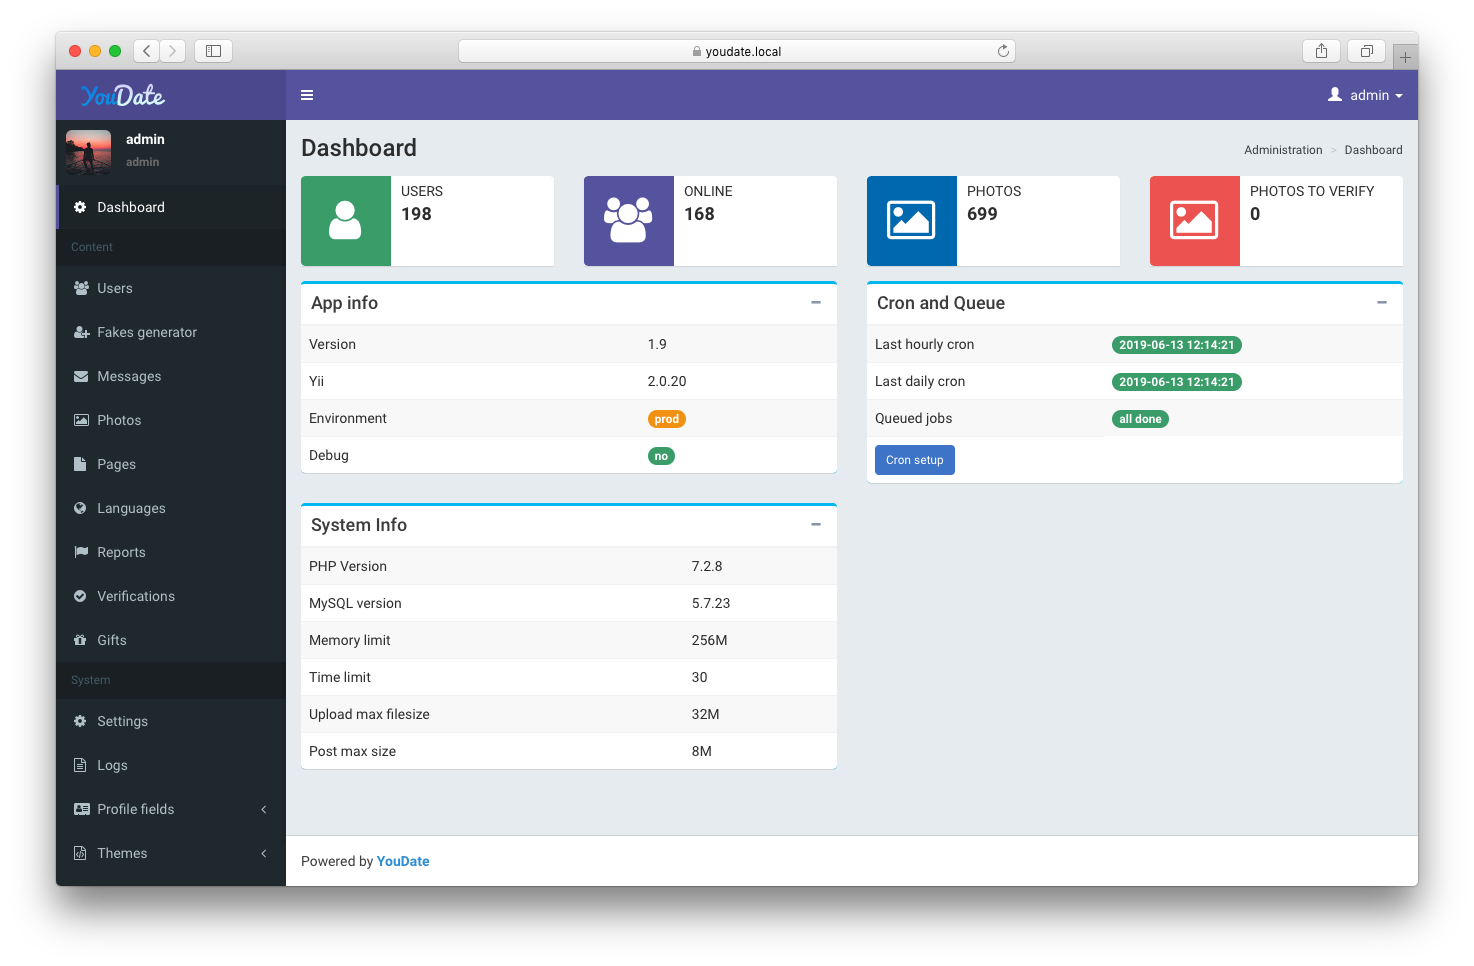 youdate.local
YouDate
admin
admin
admin
Dashboard
Content
Users
Fakes generator
Messages
Photos
Pages
Languages
Reports
Verifications
Gifts
System
Settings
Logs
Profile fields
Themes
Dashboard
Administration > Dashboard
USERS
198
ONLINE
168
PHOTOS
699
PHOTOS TO VERIFY
0
App info
Version 1.9
Yii 2.0.20
Environment prod
Debug no
Cron and Queue
Last hourly cron 2019-06-13 12:14:21
Last daily cron 2019-06-13 12:14:21
Queued jobs all done
Cron setup
System Info
PHP Version 7.2.8
MySQL version 5.7.23
Memory limit 256M
Time limit 30
Upload max filesize 32M
Post max size 8M
Powered by YouDate